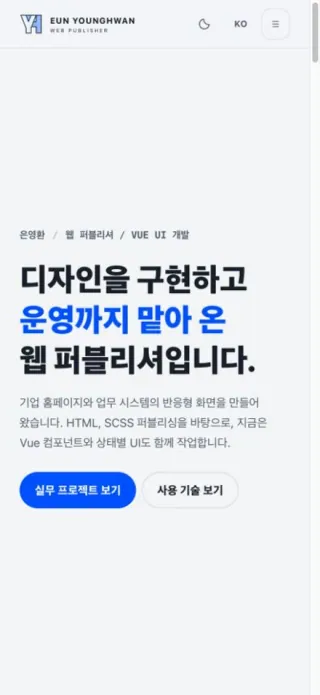 EUN YOUNGHWAN
WEB PUBLISHER
KO
은영환 / 웹 퍼블리셔 / VUE UI 개발
디자인을 구현하고
운영까지 맡아 온
웹 퍼블리셔입니다.
기업 홈페이지와 업무 시스템의 반응형 화면을 만들어
왔습니다. HTML, SCSS 퍼블리싱을 바탕으로, 지금은
Vue 컴포넌트와 상태별 UI도 함께 작업합니다.
실무 프로젝트 보기
사용 기술 보기